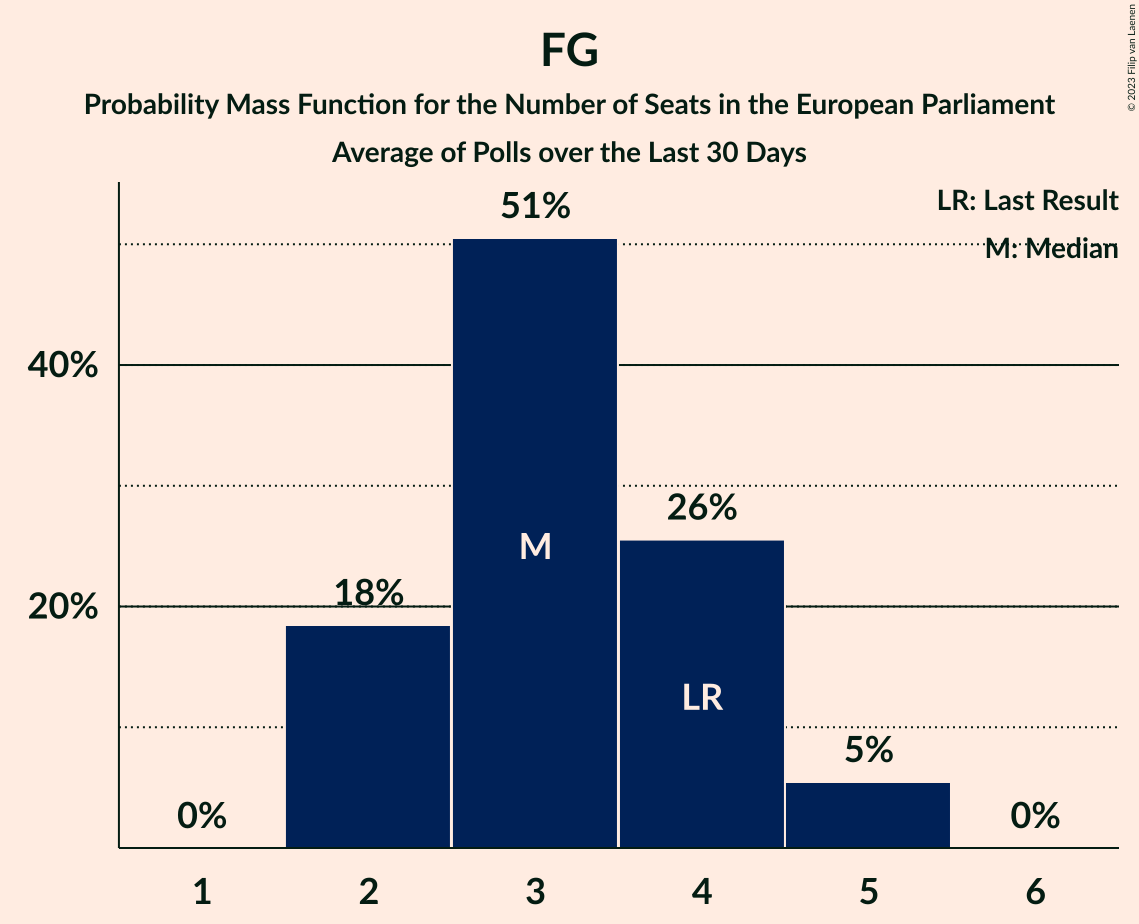 FG
Probability Mass Function for the Number of Seats in the European Parliament
Average of Polls over the Last 30 Days
© 2023 Filip van Laenen
LR: Last Result
M: Median
51%
40%
26%
M
18%
20%
LR
5%
0%
0%
1 2 3 4 5 6